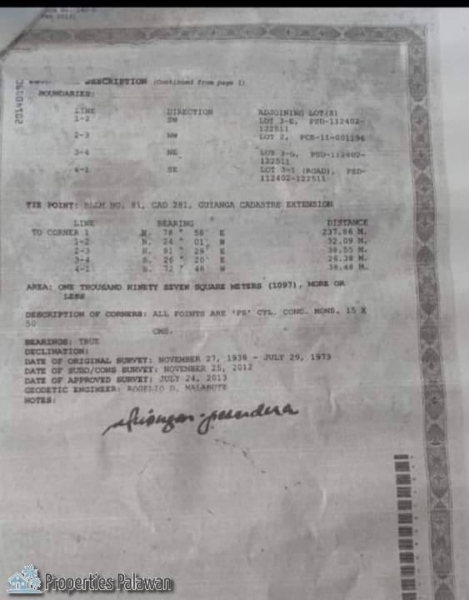 DESCRIPTION (Continued from page 1)
BOUNDARIES:
LINE DIRECTION ADJOINING LOT(S)
1-2 SW LOT 3-E, PSD-112402-
122511
2-3 NW LOT 2, PCS-11-001196
3-4 NE LOT 3-G, PSD-112402-
122511
4-1 SE (ROAD), PSD-
112402-122511
TIE POINT: BLLM NO. 81, CAD 281, GUIANGA CADASTRE EXTENSION
LINE BEARING DISTANCE
TO CORNER 1 N. 78 ° 58' E 237.86 M.
1-2 N. 24 ° 01' W 32.09 M.
2-3 N. 81 ° 29' E 38.55 M.
3-4 S. 26 ° 20' E 26.38 M.
4-1 S. 72 ° 48' W 38.48 M.
AREA: ONE THOUSAND NINETY SEVEN SQUARE METERS (1097), MORE OR
LESS
DESCRIPTION OF CORNERS: ALL POINTS ARE 'PS' CYL. CONC. MONS. 15 X
50
CMS.
BEARINGS: TRUE
DECLINATION:
DATE OF ORIGINAL SURVEY: NOVEMBER 27, 1938 - JULY 29, 1973
DATE OF SUBD/CONS SURVEY: NOVEMBER 25, 2012
DATE OF APPROVED SURVEY: JULY 24, 2013
GEODETIC ENGINEER: ROGELIO D. MALABUTE
NOTES:
Properties Palawan